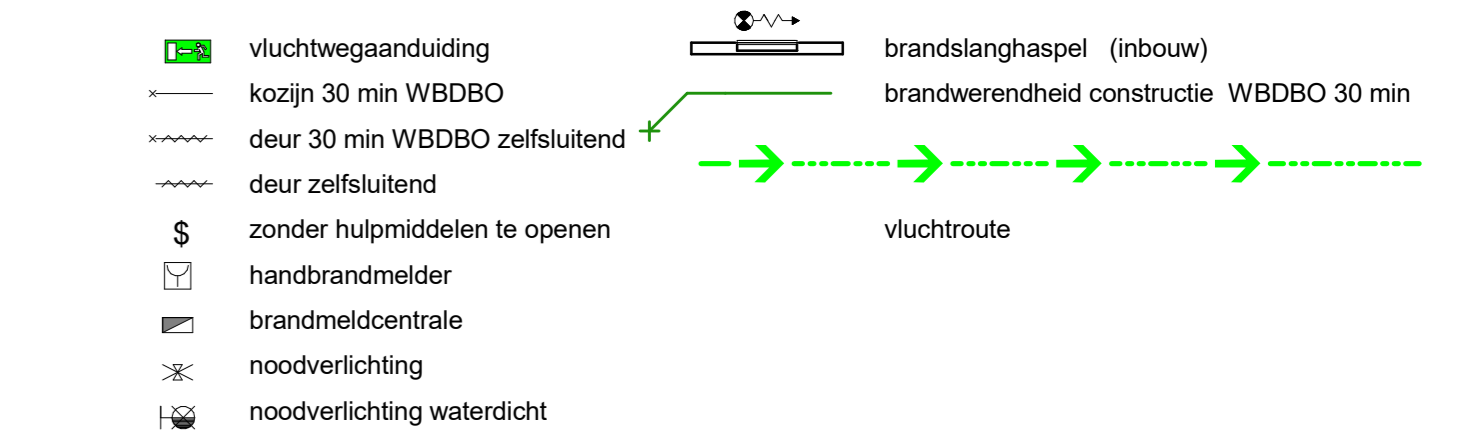 vluchtwegaanduiding
kozijn 30 min WBDBO
deur 30 min WBDBO zelfsluitend
deur zelfsluitend
$ zonder hulpmiddelen te openen
handbrandmelder
brandmeldcentrale
noodverlichting
noodverlichting waterdicht
brandslanghaspel (inbouw)
brandwerendheid constructie WBDBO 30 min
vluchtroute